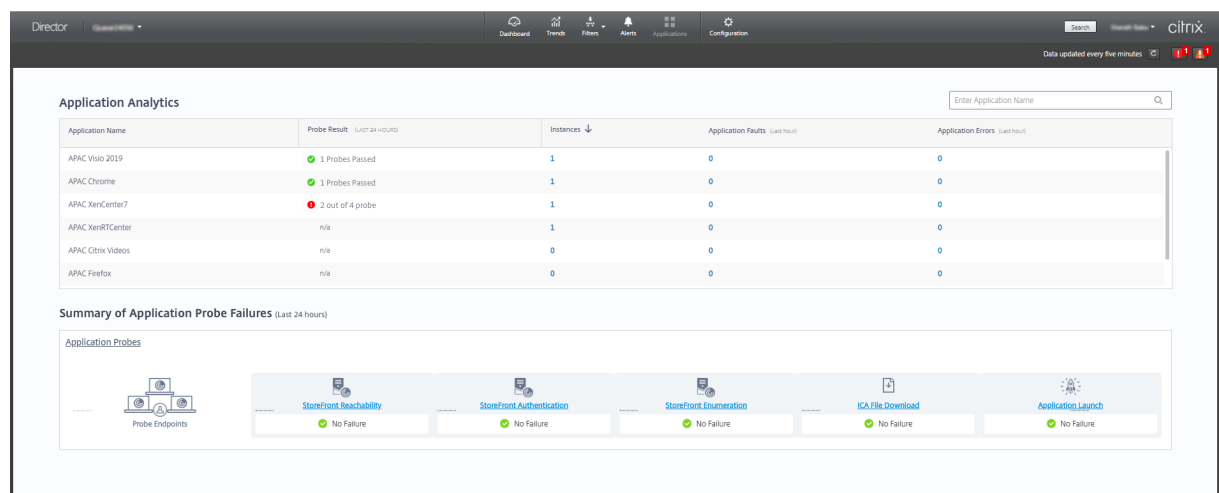 Director
Dashboard Trends Filters Alerts Applications Configuration
Search
citrix
Data updated every five minutes
1 1
Application Analytics
Enter Application Name
Application Name Probe Result (LAST 24 HOURS) Instances Application Faults (Last hour) Application Errors (Last hour)
APAC Visio 2019 1 Probes Passed 1 0 0
APAC Chrome 1 Probes Passed 1 0 0
APAC XenCenter7 2 out of 4 probe 1 0 0
APAC XenRTCenter n/a 1 0 0
APAC Citrix Videos n/a 0 0 0
APAC Firefox n/a 0 0 0
Summary of Application Probe Failures (Last 24 hours)
Application Probes
StoreFront Reachability StoreFront Authentication StoreFront Enumeration ICA File Download Application Launch
Probe Endpoints No Failure No Failure No Failure No Failure No Failure